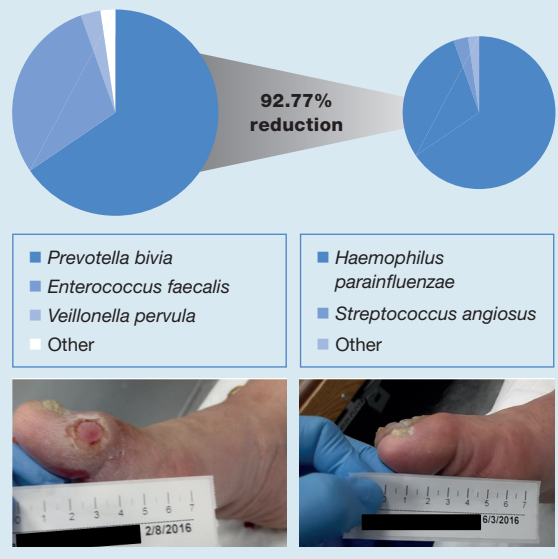 92.77%
reduction
Prevotella bivia
Enterococcus faecalis
Veillonella pervula
Other
Haemophilus
parainfluenzae
Streptococcus angiosus
Other
0 1 2 3 4 5 6 7
2/8/2016
0 1 2 3 4 5 6 7
6/3/2016